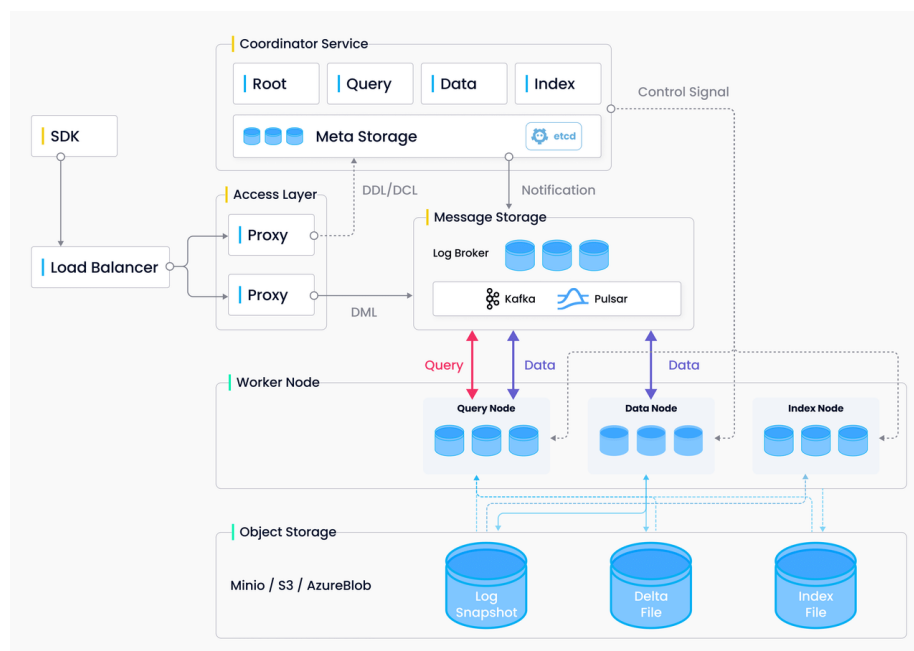 Coordinator Service
Root
Query
Data
Index
Control Signal
SDK
Meta Storage
etcd
DDL/DCL
Notification
Access Layer
Proxy
Message Storage
Log Broker
Load Balancer
Proxy
Kafka
Pulsar
DML
Query
Data
Data
Worker Node
Query Node
Data Node
Index Node
Object Storage
Minio / S3 / AzureBlob
Log
Snapshot
Delta
File
Index
File